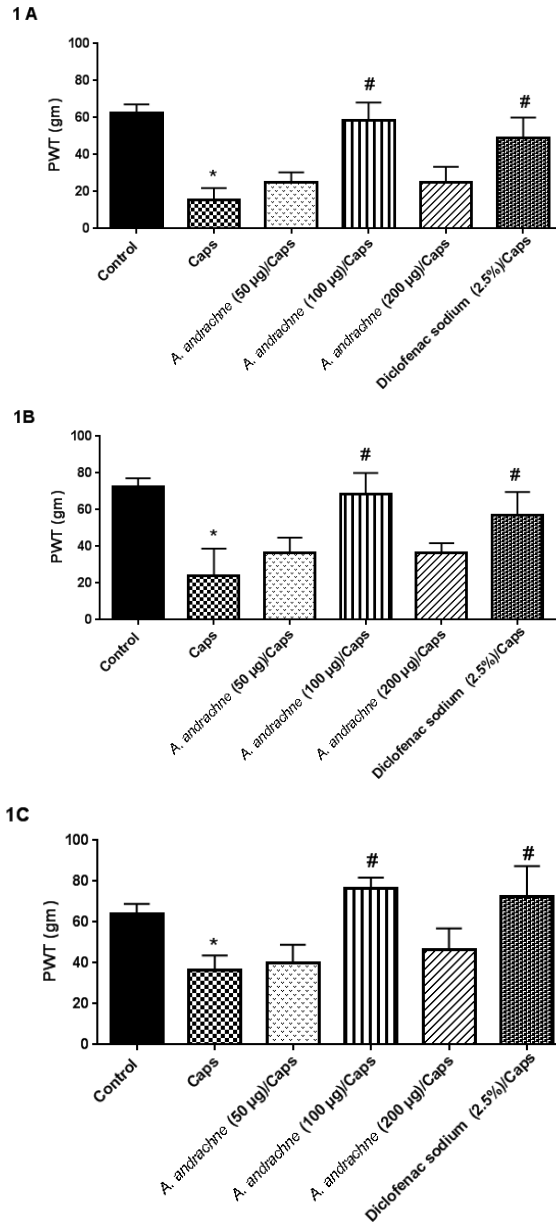 1 A
PWT (gm)
100
80
60
40
20
0
*
#
#
Control
Caps
A. andrachne (50 µg)/Caps
A. andrachne (100 µg)/Caps
A. andrachne (200 µg)/Caps
Diclofenac sodium (2.5%)/Caps
1B
PWT (gm)
100
80
60
40
20
0
*
#
#
Control
Caps
A. andrachne (50 µg)/Caps
A. andrachne (100 µg)/Caps
A. andrachne (200 µg)/Caps
Diclofenac sodium (2.5%)/Caps
1C
PWT (gm)
100
80
60
40
20
0
*
#
#
Control
Caps
A. andrachne (50 µg)/Caps
A. andrachne (100 µg)/Caps
A. andrachne (200 µg)/Caps
Diclofenac sodium (2.5%)/Caps